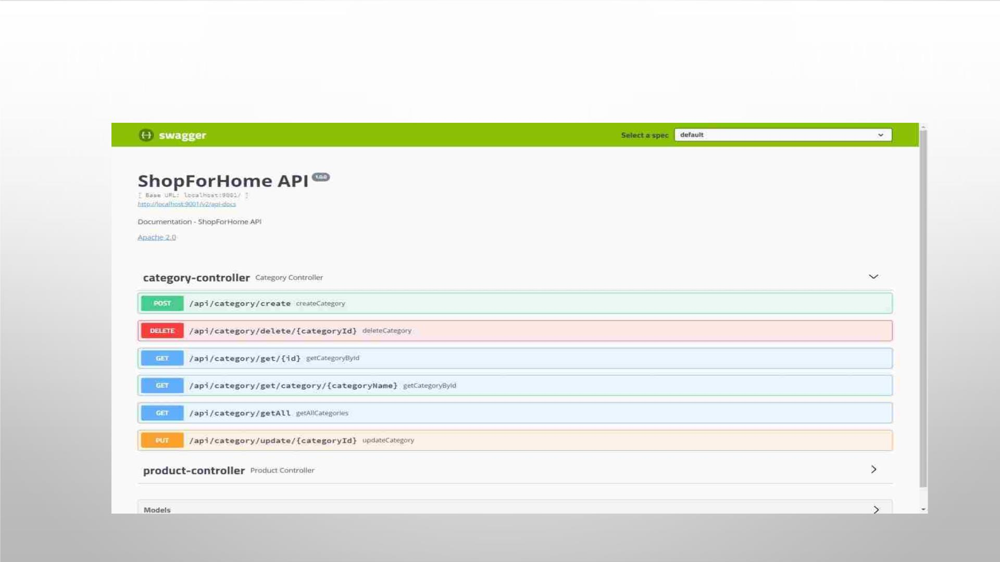 swagger
Select a spec default
ShopForHome API 1.0.0
[ Base URL: localhost:9001/ ]
http://localhost:9001/v2/api-docs
Documentation - ShopForHome API
Apache 2.0
category-controller Category Controller
POST /api/category/create createCategory
DELETE /api/category/delete/{categoryId} deleteCategory
GET /api/category/get/{id} getCategoryById
GET /api/category/get/category/{categoryName} getCategoryById
GET /api/category/getAll getAllCategories
PUT /api/category/update/{categoryId} updateCategory
product-controller Product Controller
Models